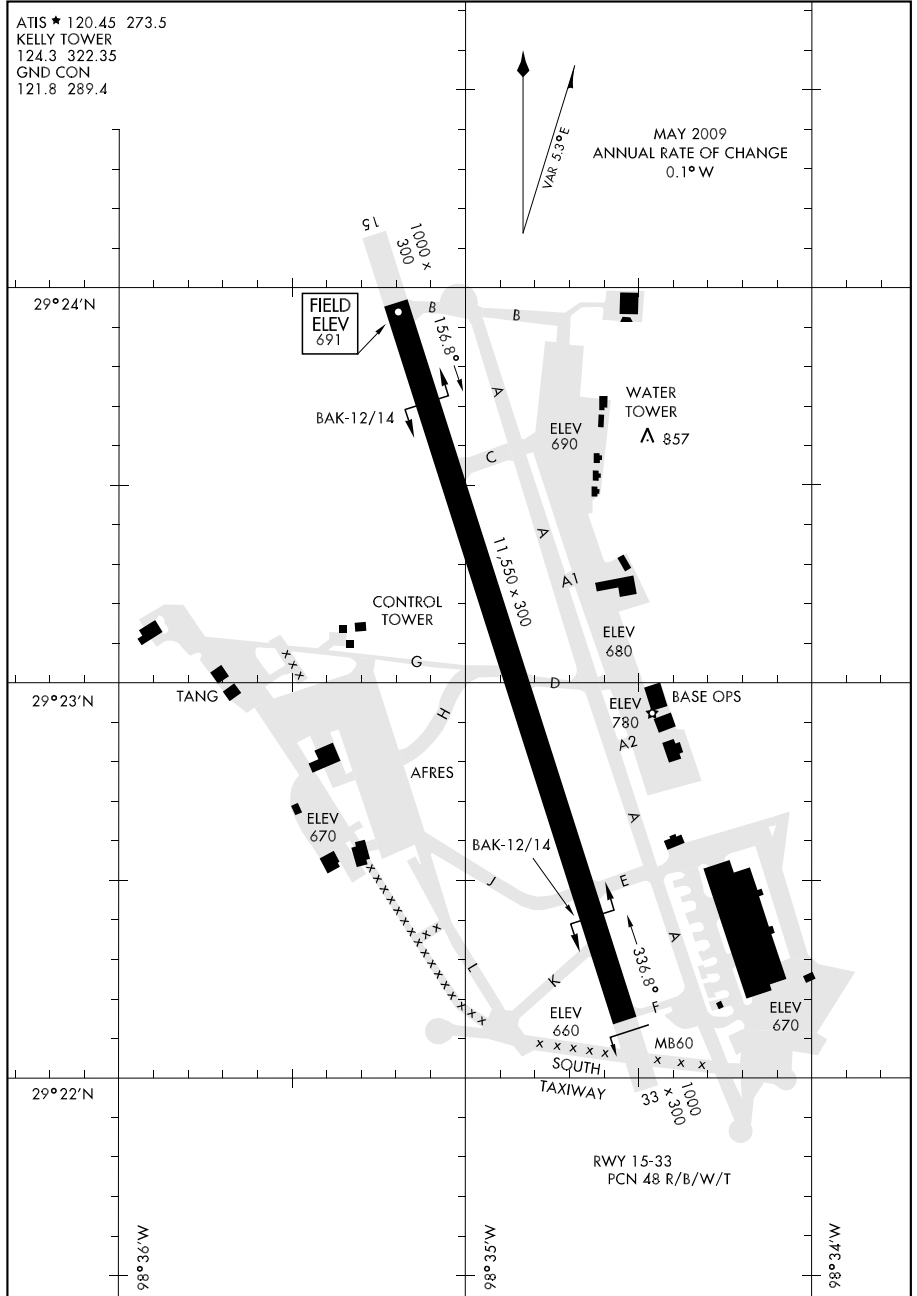 ATIS ★ 120.45 273.5
KELLY TOWER
124.3 322.35
GND CON
121.8 289.4
VAR 5.3°E
MAY 2009
ANNUAL RATE OF CHANGE
0.1° W
15
1000 x
300
29°24'N
FIELD
ELEV
691
B
B
156.8°
A
BAK-12/14
WATER
TOWER
857
ELEV
690
C
A
11,550 x 300
A1
CONTROL
TOWER
ELEV
680
G
D
29°23'N
TANG
H
ELEV
780
BASE OPS
A2
AFRES
ELEV
670
A
BAK-12/14
J
E
A
L
K
336.8°
F
ELEV
660
ELEV
670
x x x x x
MB60
x x x
SOUTH
TAXIWAY
29°22'N
33
1000
x 300
RWY 15-33
PCN 48 R/B/W/T
98°36'W
98°35'W
98°34'W